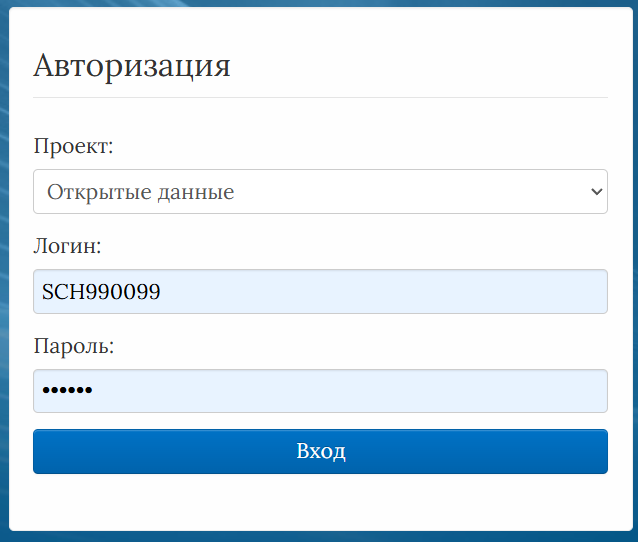 Авторизация
Проект:
Открытые данные
Логин:
SCH990099
Пароль:
••••••
Вход